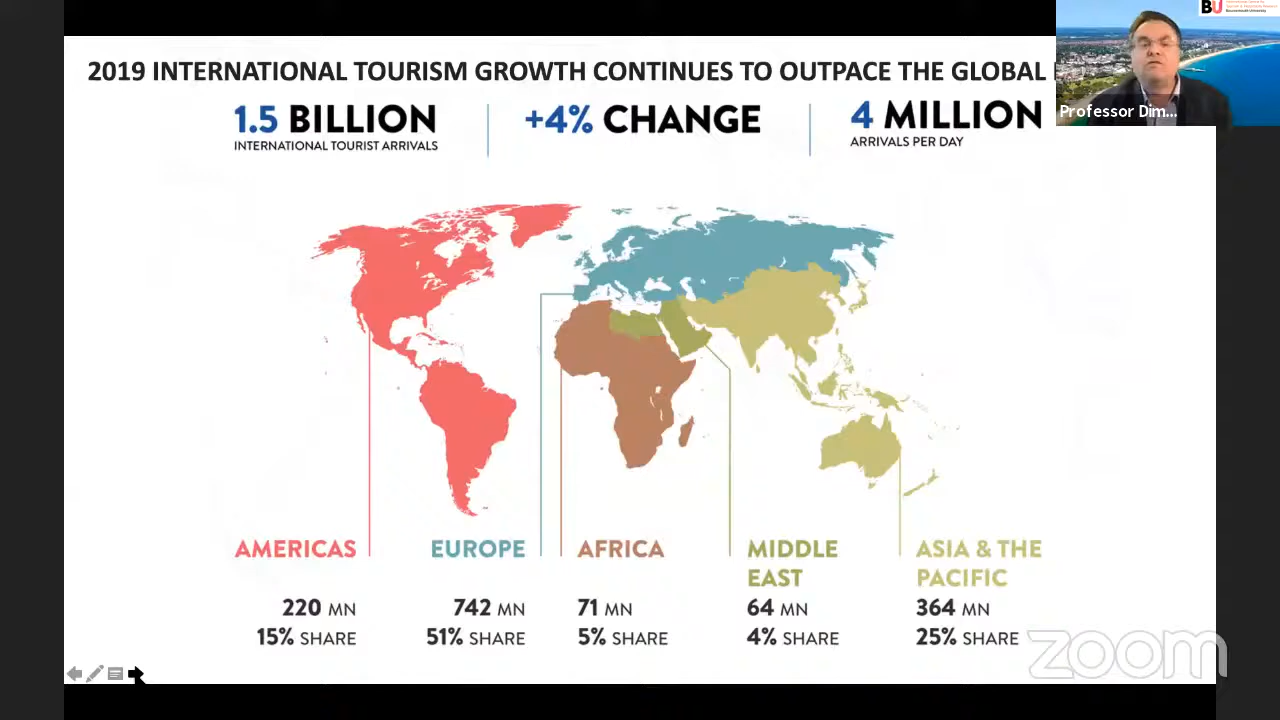 2019 INTERNATIONAL TOURISM GROWTH CONTINUES TO OUTPACE THE GLOBAL
1.5 BILLION
INTERNATIONAL TOURIST ARRIVALS
+4% CHANGE
4 MILLION
ARRIVALS PER DAY
BU
Professor Dim...
AMERICAS
220 MN
15% SHARE
EUROPE
742 MN
51% SHARE
AFRICA
71 MN
5% SHARE
MIDDLE
EAST
64 MN
4% SHARE
ASIA & THE
PACIFIC
364 MN
25% SHARE
zoom